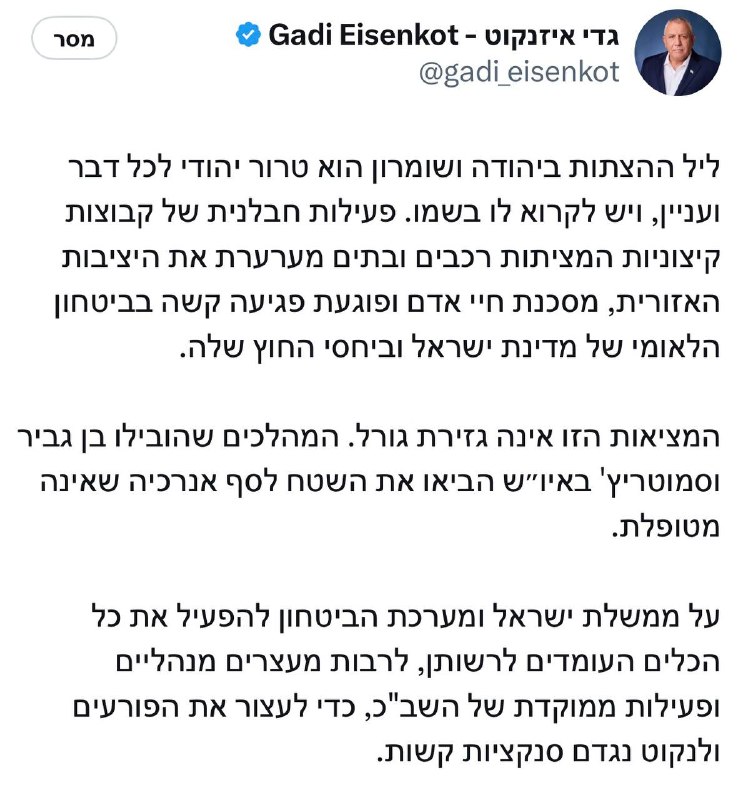 גדי איזנקוט - Gadi Eisenkot
@gadi_eisenkot
מסר
ליל ההצתות ביהודה ושומרון הוא טרור יהודי לכל דבר
ועניין, ויש לקרוא לו בשמו. פעילות חבלנית של קבוצות
קיצוניות המציתות רכבים ובתים מערערת את היציבות
האזורית, מסכנת חיי אדם ופוגעת פגיעה קשה בביטחון
הלאומי של מדינת ישראל וביחסי החוץ שלה.
המציאות הזו אינה גזירת גורל. המהלכים שהובילו בן גביר
וסמוטריץ' באיו״ש הביאו את השטח לסף אנרכיה שאינה
מטופלת.
על ממשלת ישראל ומערכת הביטחון להפעיל את כל
הכלים העומדים לרשותן, לרבות מעצרים מנהליים
ופעילות ממוקדת של השב"כ, כדי לעצור את הפורעים
ולנקוט נגדם סנקציות קשות.